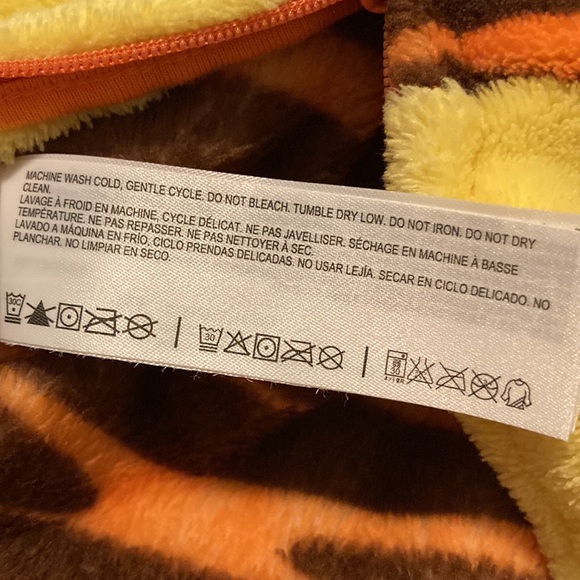 MACHINE WASH COLD, GENTLE CYCLE. DO NOT BLEACH. TUMBLE DRY LOW. DO NOT IRON. DO NOT DRY
CLEAN.
LAVAGE À FROID EN MACHINE, CYCLE DÉLICAT. NE PAS JAVELLISER. SÉCHAGE EN MACHINE À BASSE
TEMPÉRATURE. NE PAS REPASSER. NE PAS NETTOYER À SEC.
LAVADO A MÁQUINA EN FRÍO, CICLO PRENDAS DELICADAS. NO USAR LEJÍA. SECAR EN CICLO DELICADO. NO
PLANCHAR. NO LIMPIAR EN SECO.
30C 30 30